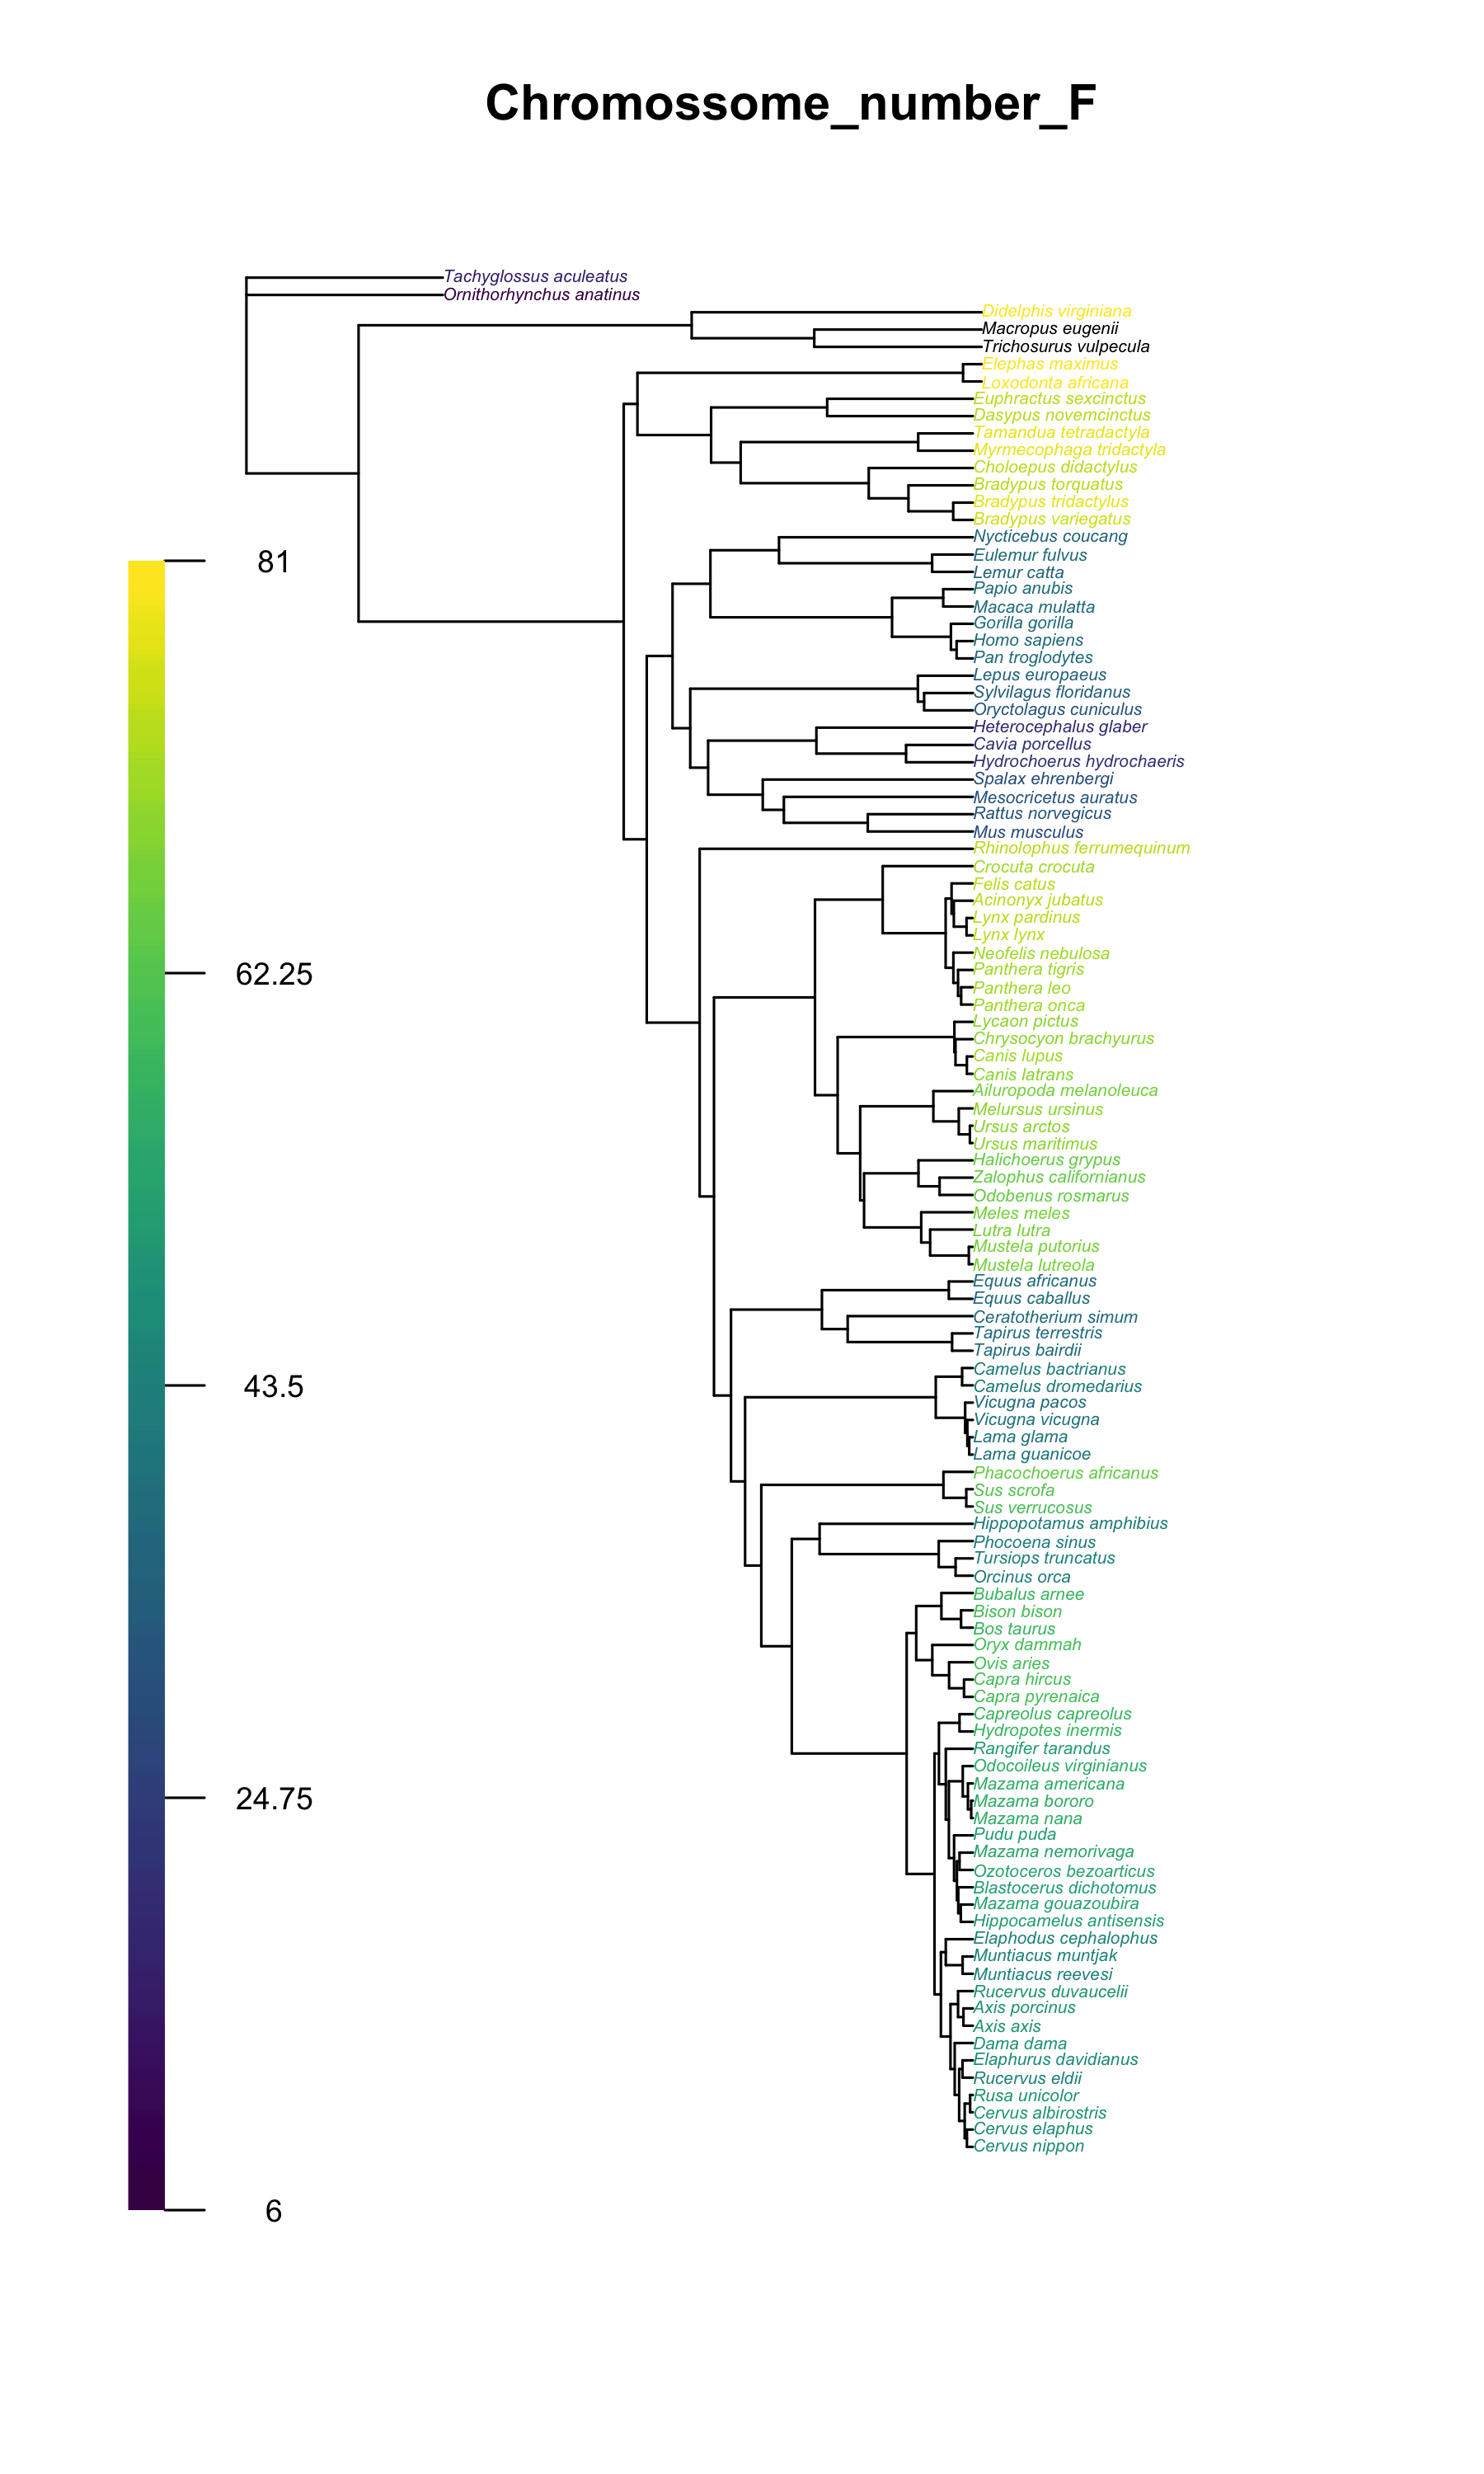 Chromossome_number_F
Tachyglossus aculeatus
Ornithorhynchus anatinus
Didelphis virginiana
Macropus eugenii
Trichosurus vulpecula
Elephas maximus
Loxodonta africana
Euphractus sexcinctus
Dasypus novemcinctus
Tamandua tetradactyla
Myrmecophaga tridactyla
Choloepus didactylus
Bradypus torquatus
Bradypus tridactylus
Bradypus variegatus
Nycticebus coucang
Eulemur fulvus
Lemur catta
Papio anubis
Macaca mulatta
Gorilla gorilla
Homo sapiens
Pan troglodytes
Lepus europaeus
Sylvilagus floridanus
Oryctolagus cuniculus
Heterocephalus glaber
Cavia porcellus
Hydrochoerus hydrochaeris
Spalax ehrenbergi
Mesocricetus auratus
Rattus norvegicus
Mus musculus
Rhinolophus ferrumequinum
Crocuta crocuta
Felis catus
Acinonyx jubatus
Lynx pardinus
Lynx lynx
Neofelis nebulosa
Panthera tigris
Panthera leo
Panthera onca
Lycaon pictus
Chrysocyon brachyurus
Canis lupus
Canis latrans
Ailuropoda melanoleuca
Melursus ursinus
Ursus arctos
Ursus maritimus
Halichoerus grypus
Zalophus californianus
Odobenus rosmarus
Meles meles
Lutra lutra
Mustela putorius
Mustela lutreola
Equus africanus
Equus caballus
Ceratotherium simum
Tapirus terrestris
Tapirus bairdii
Camelus bactrianus
Camelus dromedarius
Vicugna pacos
Vicugna vicugna
Lama glama
Lama guanicoe
Phacochoerus africanus
Sus scrofa
Sus verrucosus
Hippopotamus amphibius
Phocoena sinus
Tursiops truncatus
Orcinus orca
Bubalus arnee
Bison bison
Bos taurus
Oryx dammah
Ovis aries
Capra hircus
Capra pyrenaica
Capreolus capreolus
Hydropotes inermis
Rangifer tarandus
Odocoileus virginianus
Mazama americana
Mazama bororo
Mazama nana
Pudu puda
Mazama nemorivaga
Ozotoceros bezoarticus
Blastocerus dichotomus
Mazama gouazoubira
Hippocamelus antisensis
Elaphodus cephalophus
Muntiacus muntjak
Muntiacus reevesi
Rucervus duvaucelii
Axis porcinus
Axis axis
Dama dama
Elaphurus davidianus
Rucervus eldii
Rusa unicolor
Cervus albirostris
Cervus elaphus
Cervus nippon
81
62.25
43.5
24.75
6